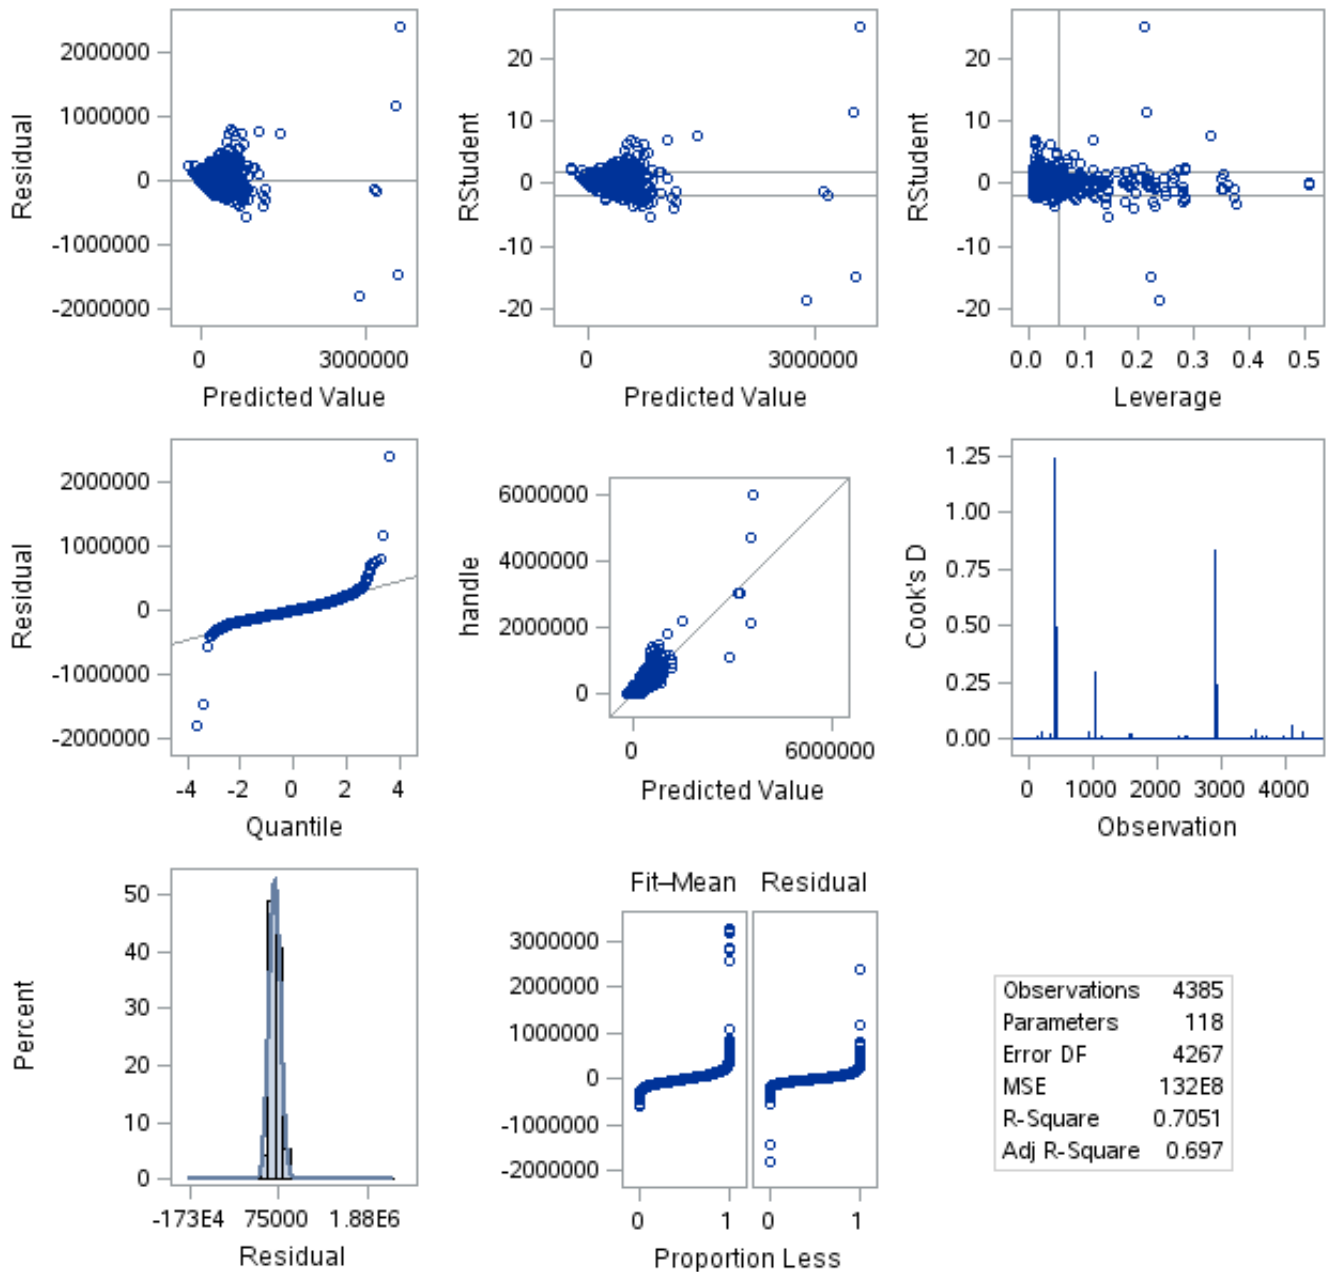 2000000
1000000
0
-1000000
-2000000
Residual
0 3000000
Predicted Value
20
10
0
-10
-20
RStudent
0 3000000
Predicted Value
20
10
0
-10
-20
RStudent
0.0 0.1 0.2 0.3 0.4 0.5
Leverage
2000000
1000000
0
-1000000
-2000000
Residual
-4 -2 0 2 4
Quantile
6000000
4000000
2000000
0
handle
0 6000000
Predicted Value
1.25
1.00
0.75
0.50
0.25
0.00
Cook's D
0 1000 2000 3000 4000
Observation
50
40
30
20
10
0
Percent
-173E4 75000 1.88E6
Residual
Fit–Mean Residual
3000000
2000000
1000000
0
-1000000
-2000000
0 1 0 1
Proportion Less
Observations 4385
Parameters 118
Error DF 4267
MSE 132E8
R-Square 0.7051
Adj R-Square 0.697